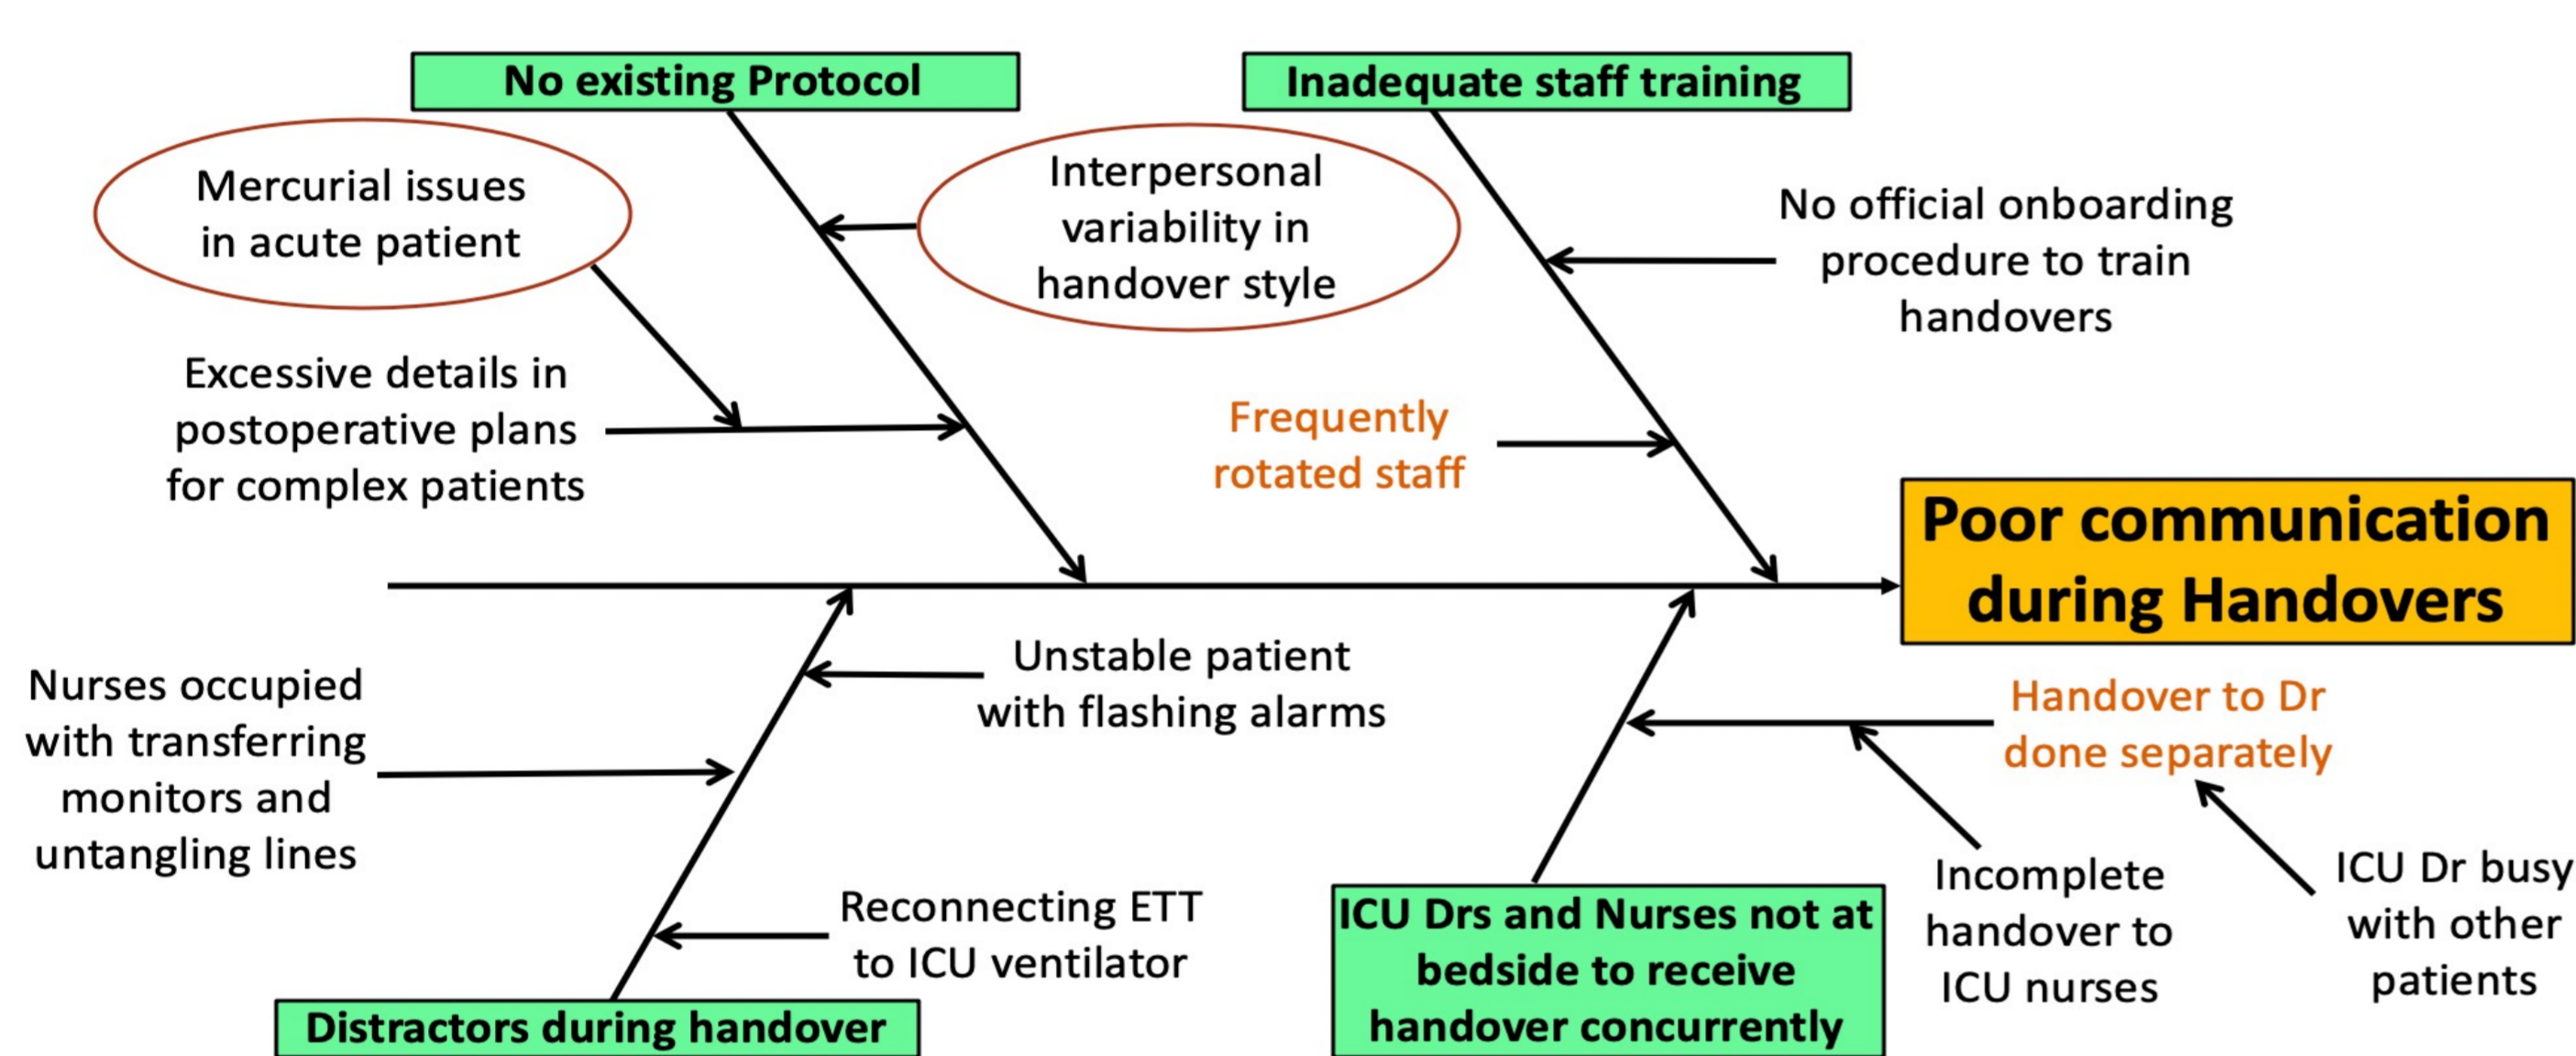 No existing Protocol
Inadequate staff training
Mercurial issues
in acute patient
Interpersonal
variability in
handover style
No official onboarding
procedure to train
handovers
Excessive details in
postoperative plans
for complex patients
Frequently
rotated staff
Poor communication
during Handovers
Nurses occupied
with transferring
monitors and
untangling lines
Unstable patient
with flashing alarms
Handover to Dr
done separately
Reconnecting ETT
to ICU ventilator
Incomplete
handover to
ICU nurses
ICU Dr busy
with other
patients
Distractors during handover
ICU Drs and Nurses not at
bedside to receive
handover concurrently